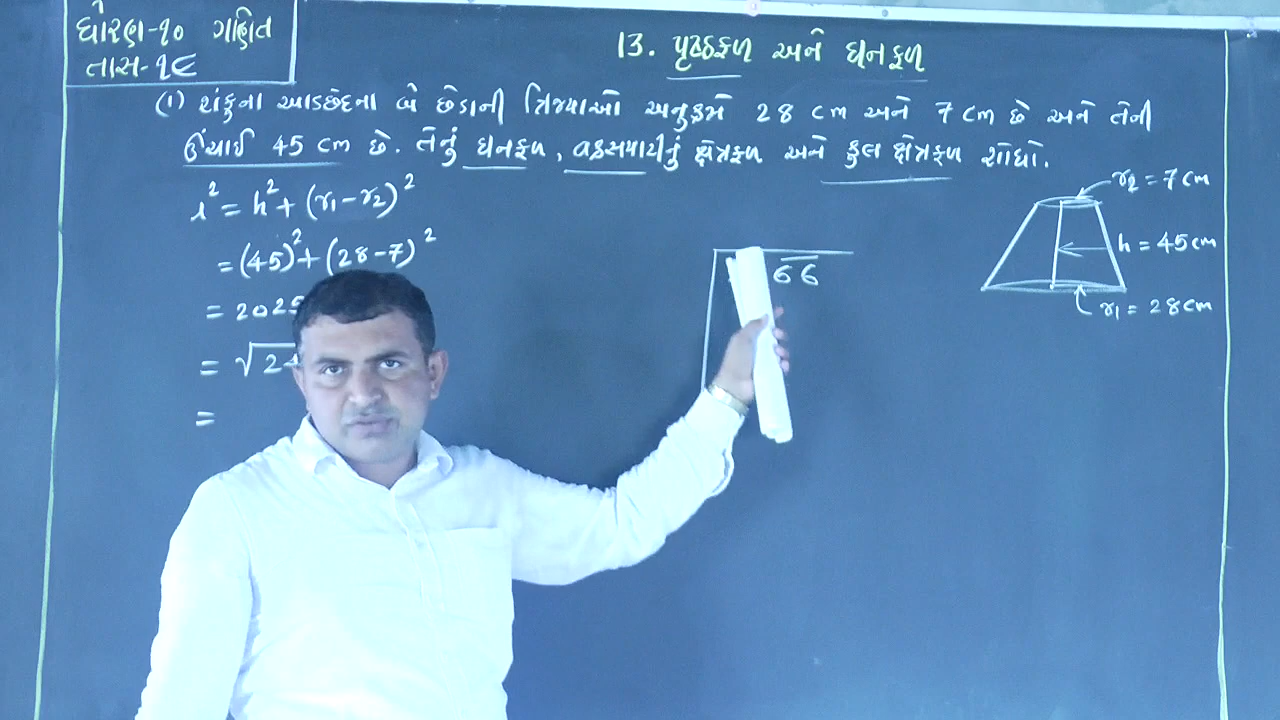 ધોરણ-૧૦ ગણિત
તાસ-૧૯
13. પૃષ્ઠફળ અને ઘનફળ
(1) શંકુના આડછેદના બે છેડાની ત્રિજ્યાઓ અનુક્રમે 28 cm અને 7 cm છે અને તેની
ઊંચાઈ 45 cm છે. તેનું ઘનફળ, વક્રસપાટીનું ક્ષેત્રફળ અને કુલ ક્ષેત્રફળ શોધો.
l² = h² + (r₁ - r₂)²
= (45)² + (28 - 7)²
= 2025
= √24
=
66
r₂ = 7 cm
h = 45 cm
r₁ = 28 cm